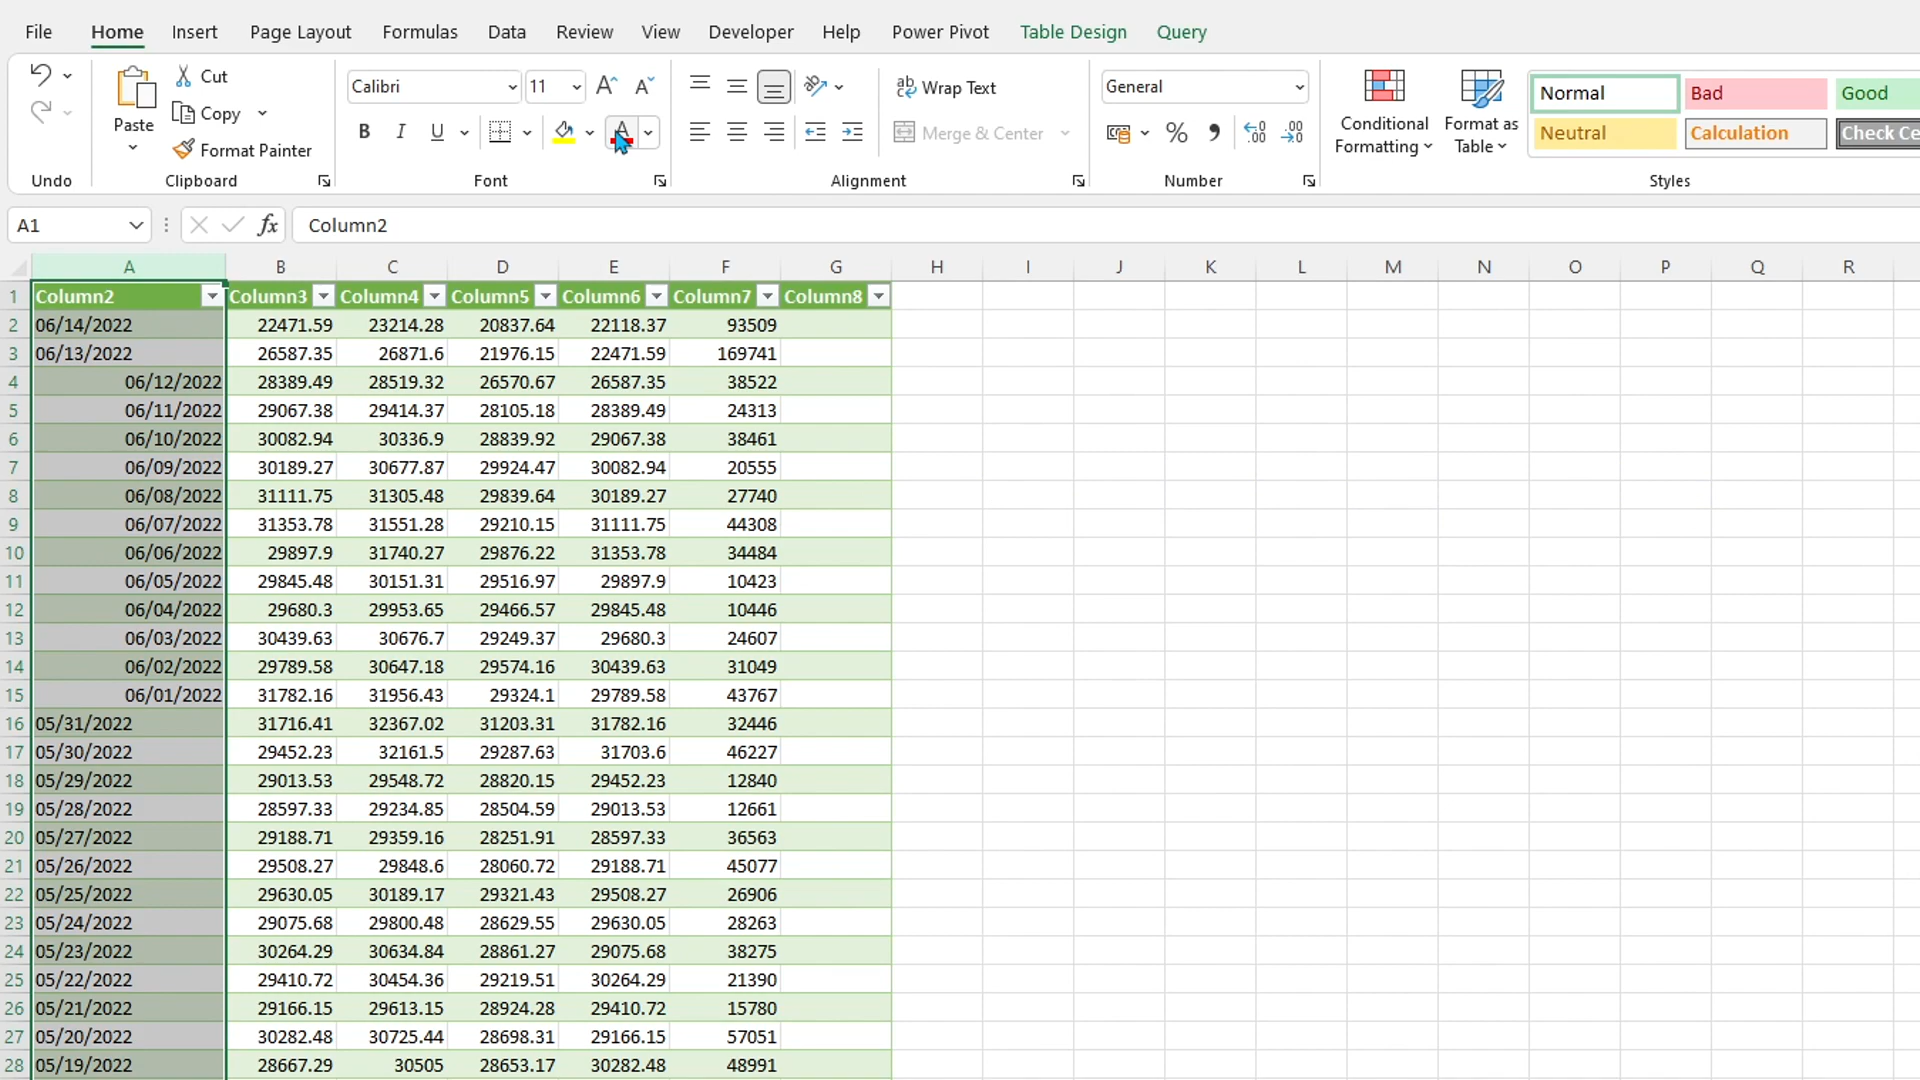 File Home Insert Page Layout Formulas Data Review View Developer Help Power Pivot Table Design Query
Paste
Cut
Copy
Format Painter
Calibri 11
B I U
ab Wrap Text
Merge & Center
General
Conditional Formatting
Format as Table
Normal Bad Good
Neutral Calculation Check Ce
Undo Clipboard Font Alignment Number Styles
A1 fx Column2
A B C D E F G H I J K L M N O P Q R
1 Column2 Column3 Column4 Column5 Column6 Column7 Column8
2 06/14/2022 22471.59 23214.28 20837.64 22118.37 93509
3 06/13/2022 26587.35 26871.6 21976.15 22471.59 169741
4 06/12/2022 28389.49 28519.32 26570.67 26587.35 38522
5 06/11/2022 29067.38 29414.37 28105.18 28389.49 24313
6 06/10/2022 30082.94 30336.9 28839.92 29067.38 38461
7 06/09/2022 30189.27 30677.87 29924.47 30082.94 20555
8 06/08/2022 31111.75 31305.48 29839.64 30189.27 27740
9 06/07/2022 31353.78 31551.28 29210.15 31111.75 44308
10 06/06/2022 29897.9 31740.27 29876.22 31353.78 34484
11 06/05/2022 29845.48 30151.31 29516.97 29897.9 10423
12 06/04/2022 29680.3 29953.65 29466.57 29845.48 10446
13 06/03/2022 30439.63 30676.7 29249.37 29680.3 24607
14 06/02/2022 29789.58 30647.18 29574.16 30439.63 31049
15 06/01/2022 31782.16 31956.43 29324.1 29789.58 43767
16 05/31/2022 31716.41 32367.02 31203.31 31782.16 32446
17 05/30/2022 29452.23 32161.5 29287.63 31703.6 46227
18 05/29/2022 29013.53 29548.72 28820.15 29452.23 12840
19 05/28/2022 28597.33 29234.85 28504.59 29013.53 12661
20 05/27/2022 29188.71 29359.16 28251.91 28597.33 36563
21 05/26/2022 29508.27 29848.6 28060.72 29188.71 45077
22 05/25/2022 29630.05 30189.17 29321.43 29508.27 26906
23 05/24/2022 29075.68 29800.48 28629.55 29630.05 28263
24 05/23/2022 30264.29 30634.84 28861.27 29075.68 38275
25 05/22/2022 29410.72 30454.36 29219.51 30264.29 21390
26 05/21/2022 29166.15 29613.15 28924.28 29410.72 15780
27 05/20/2022 30282.48 30725.44 28698.31 29166.15 57051
28 05/19/2022 28667.29 30505 28653.17 30282.48 48991